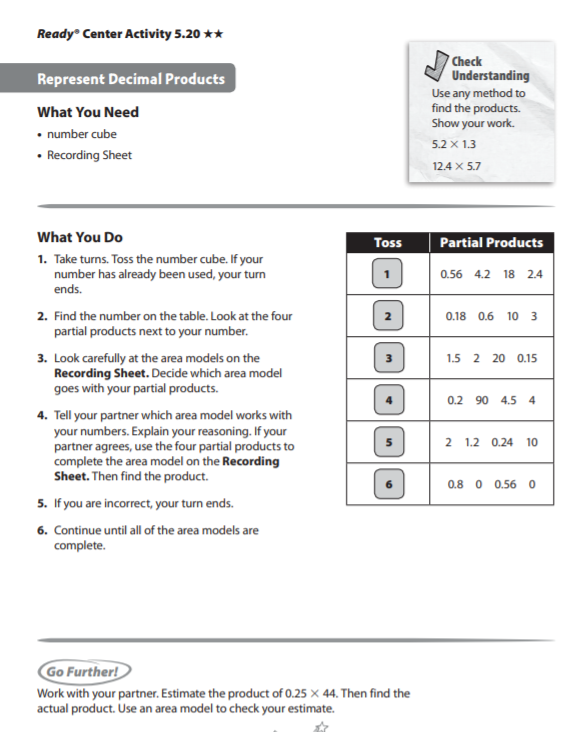 Ready® Center Activity 5.20 ★★
Check
Understanding
Use any method to
find the products.
Show your work.
5.2 × 1.3
12.4 × 5.7
Represent Decimal Products
What You Need
• number cube
• Recording Sheet
What You Do
1. Take turns. Toss the number cube. If your
number has already been used, your turn
ends.
2. Find the number on the table. Look at the four
partial products next to your number.
3. Look carefully at the area models on the
Recording Sheet. Decide which area model
goes with your partial products.
4. Tell your partner which area model works with
your numbers. Explain your reasoning. If your
partner agrees, use the four partial products to
complete the area model on the Recording
Sheet. Then find the product.
5. If you are incorrect, your turn ends.
6. Continue until all of the area models are
complete.
Toss Partial Products
1 0.56 4.2 18 2.4
2 0.18 0.6 10 3
3 1.5 2 20 0.15
4 0.2 90 4.5 4
5 2 1.2 0.24 10
6 0.8 0 0.56 0
Go Further!
Work with your partner. Estimate the product of 0.25 × 44. Then find the
actual product. Use an area model to check your estimate.